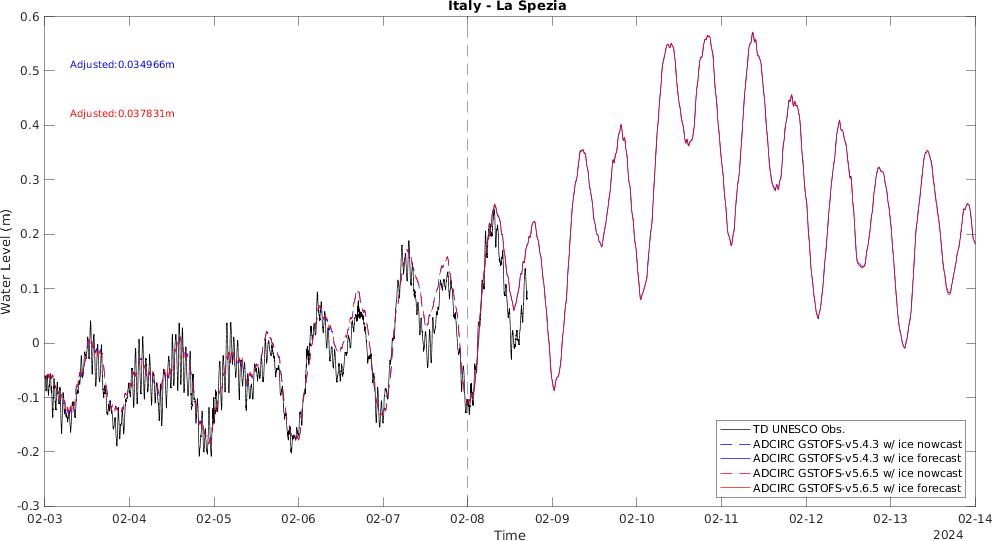 Italy - La Spezia
Water Level (m)
0.6
0.5
0.4
0.3
0.2
0.1
0
-0.1
-0.2
-0.3
Adjusted:0.034966m
Adjusted:0.037831m
TD UNESCO Obs.
ADCIRC GSTOFS-v5.4.3 w/ ice nowcast
ADCIRC GSTOFS-v5.4.3 w/ ice forecast
ADCIRC GSTOFS-v5.6.5 w/ ice nowcast
ADCIRC GSTOFS-v5.6.5 w/ ice forecast
02-03 02-04 02-05 02-06 02-07 02-08 02-09 02-10 02-11 02-12 02-13 02-14
Time
2024